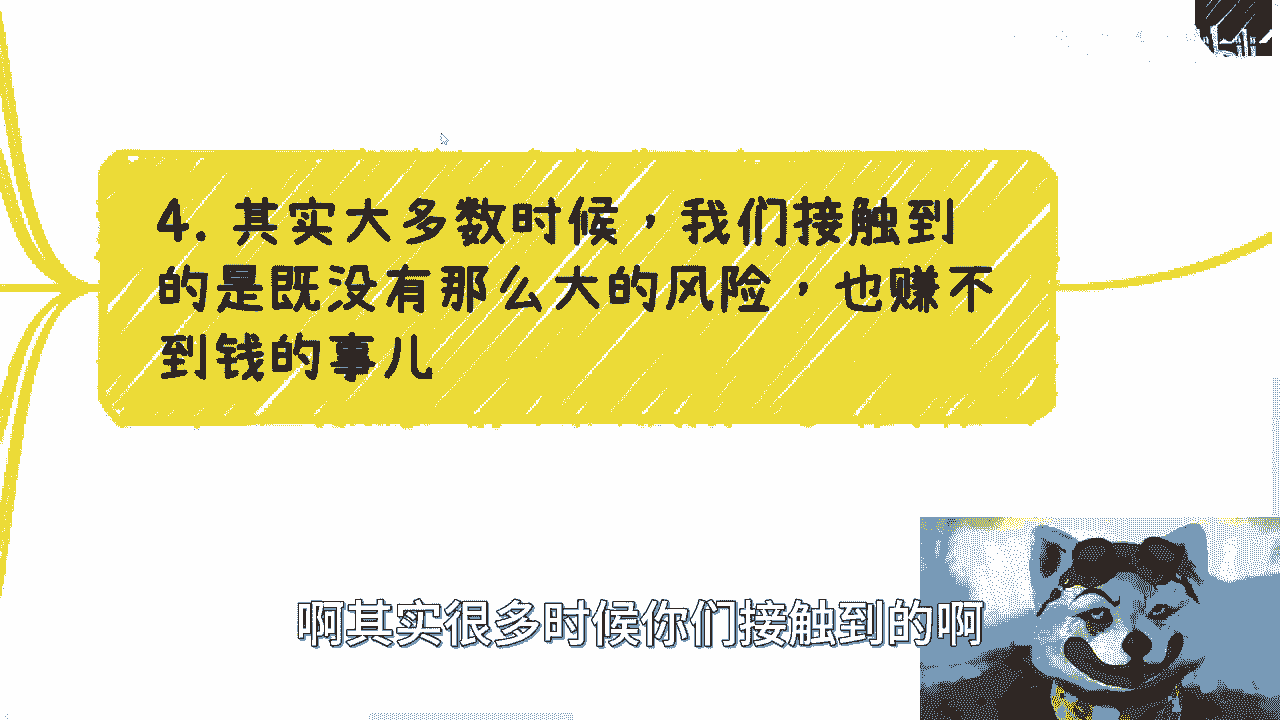 4. 其实大多数时候，我们接触到
的是既没有那么大的风险，也赚不
到钱的事儿
啊其实很多时候你们接触到的啊